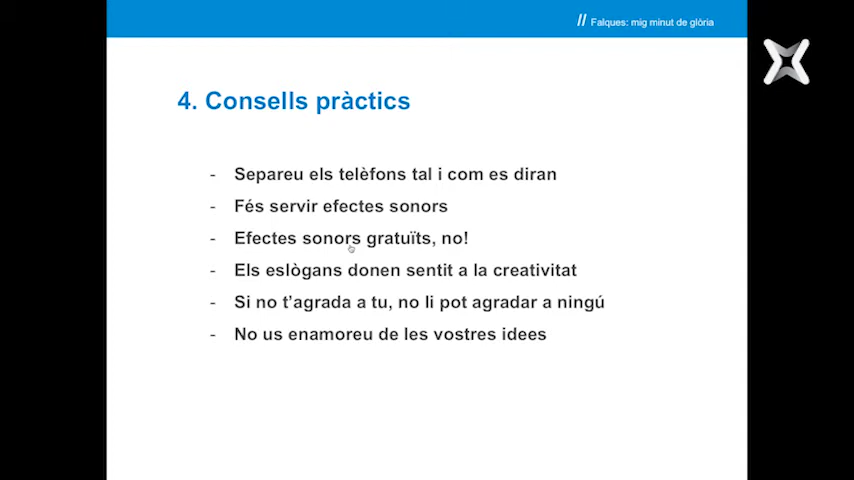 // Falques: mig minut de glòria
4. Consells pràctics
- Separeu els telèfons tal i com es diran
- Fés servir efectes sonors
- Efectes sonors gratuïts, no!
- Els eslògans donen sentit a la creativitat
- Si no t’agrada a tu, no li pot agradar a ningú
- No us enamoreu de les vostres idees